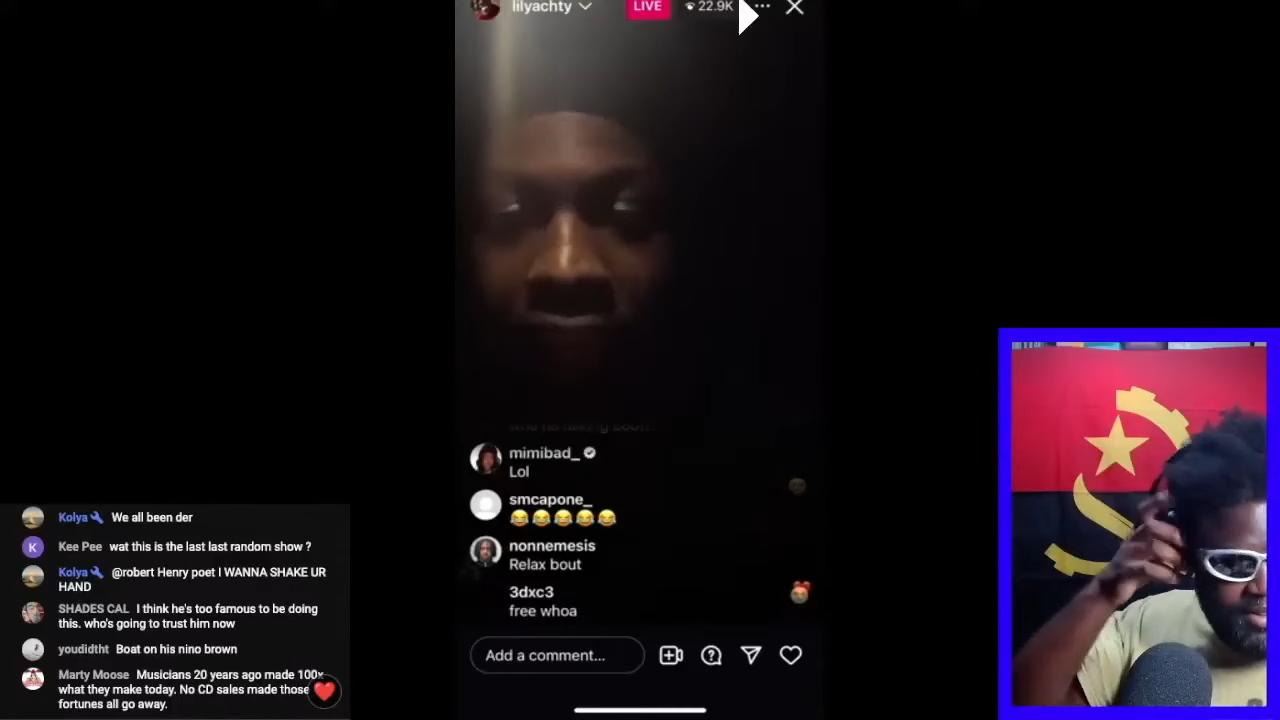 lilyachty
LIVE
22.9K
mimibad_
Lol
smcapone_
😂😂😂😂😂
nonnemesis
Relax bout
3dxc3
free whoa
Add a comment...
Kolya🔧 We all been der
Kee Pee wat this is the last last random show ?
Kolya🔧 @robert Henry poet I WANNA SHAKE UR
HAND
SHADES CAL I think he's too famous to be doing
this. who's going to trust him now
youdidtht Boat on his nino brown
Marty Moose Musicians 20 years ago made 100x
what they make today. No CD sales made those
fortunes all go away.